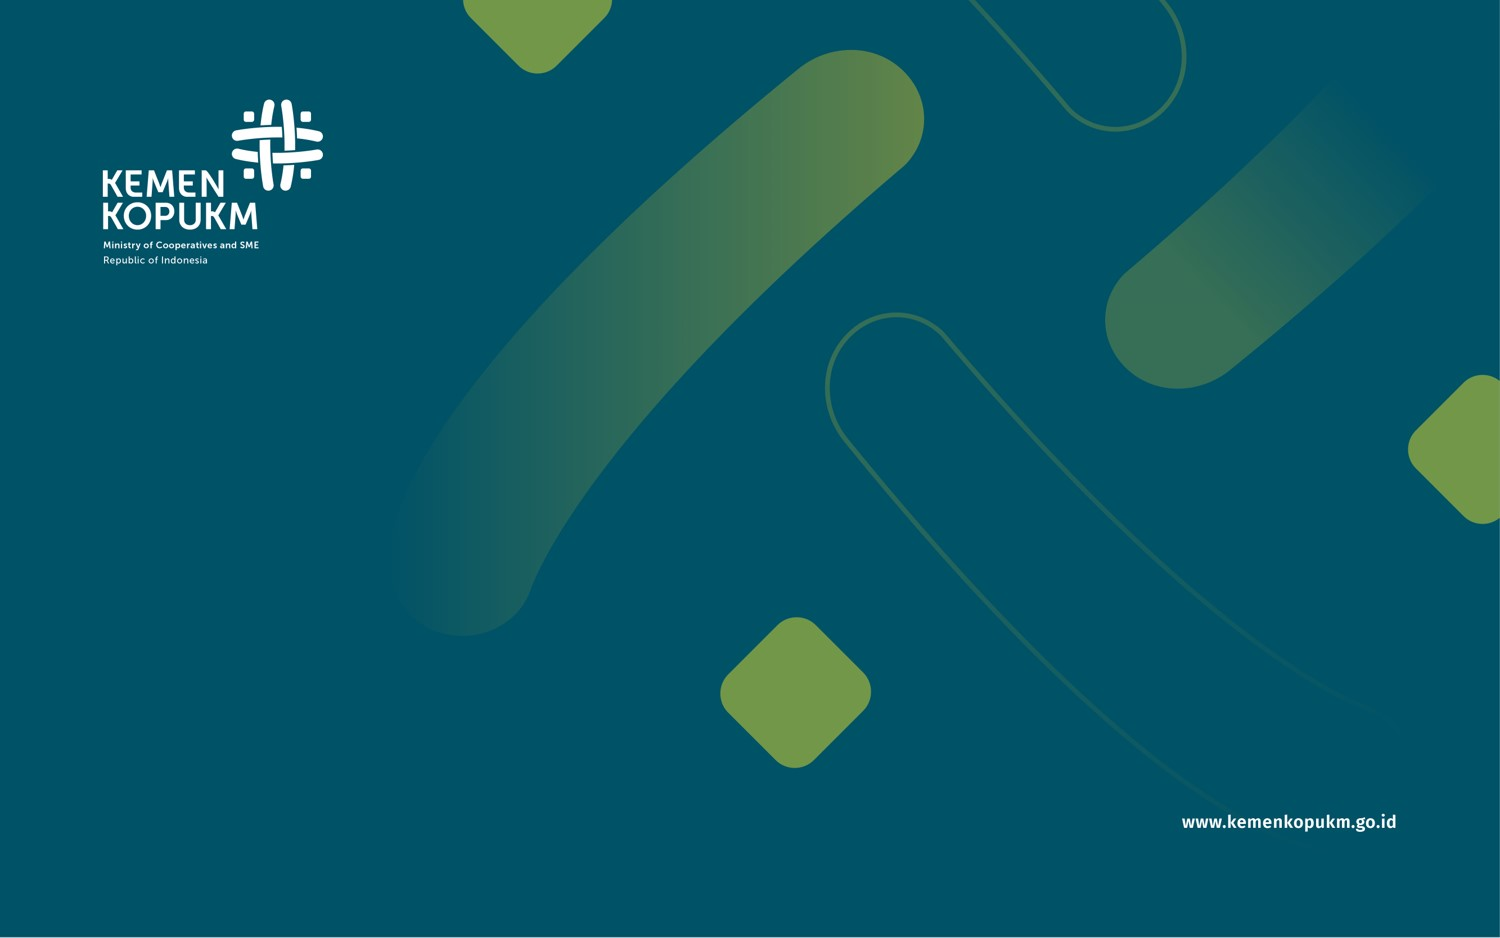 KEMEN
KOPUKM
Ministry of Cooperatives and SME
Republic of Indonesia
www.kemenkopukm.go.id